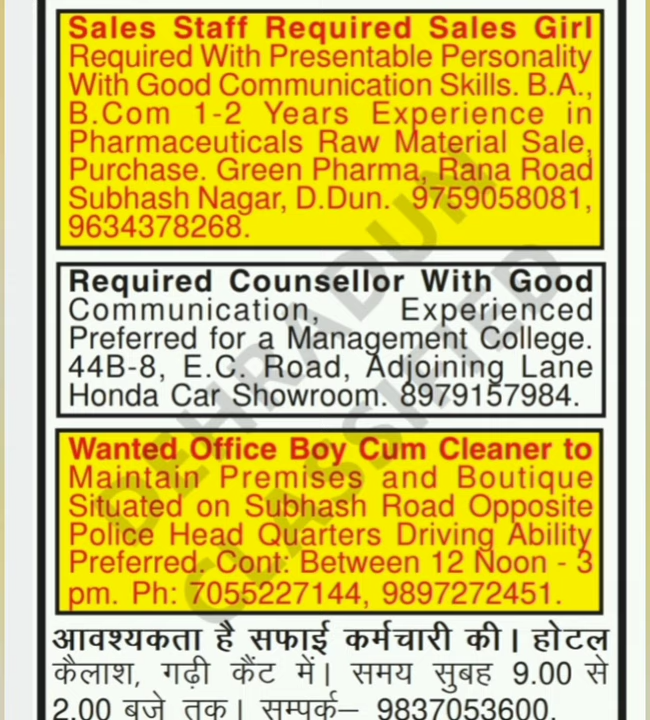 Sales Staff Required Sales Girl
Required With Presentable Personality
With Good Communication Skills. B.A.,
B.Com 1-2 Years Experience in
Pharmaceuticals Raw Material Sale,
Purchase. Green Pharma, Rana Road
Subhash Nagar, D.Dun. 9759058081,
9634378268.
Required Counsellor With Good
Communication, Experienced
Preferred for a Management College.
44B-8, E.C. Road, Adjoining Lane
Honda Car Showroom. 8979157984.
Wanted Office Boy Cum Cleaner to
Maintain Premises and Boutique
Situated on Subhash Road Opposite
Police Head Quarters Driving Ability
Preferred. Cont: Between 12 Noon - 3
pm. Ph: 7055227144, 9897272451.
आवश्यकता है सफाई कर्मचारी की। होटल
कैलाश, गढ़ी कैंट में। समय सुबह 9.00 से
2.00 बजे तक। सम्पर्क– 9837053600.
DEHRADUN
CLASSIFIED